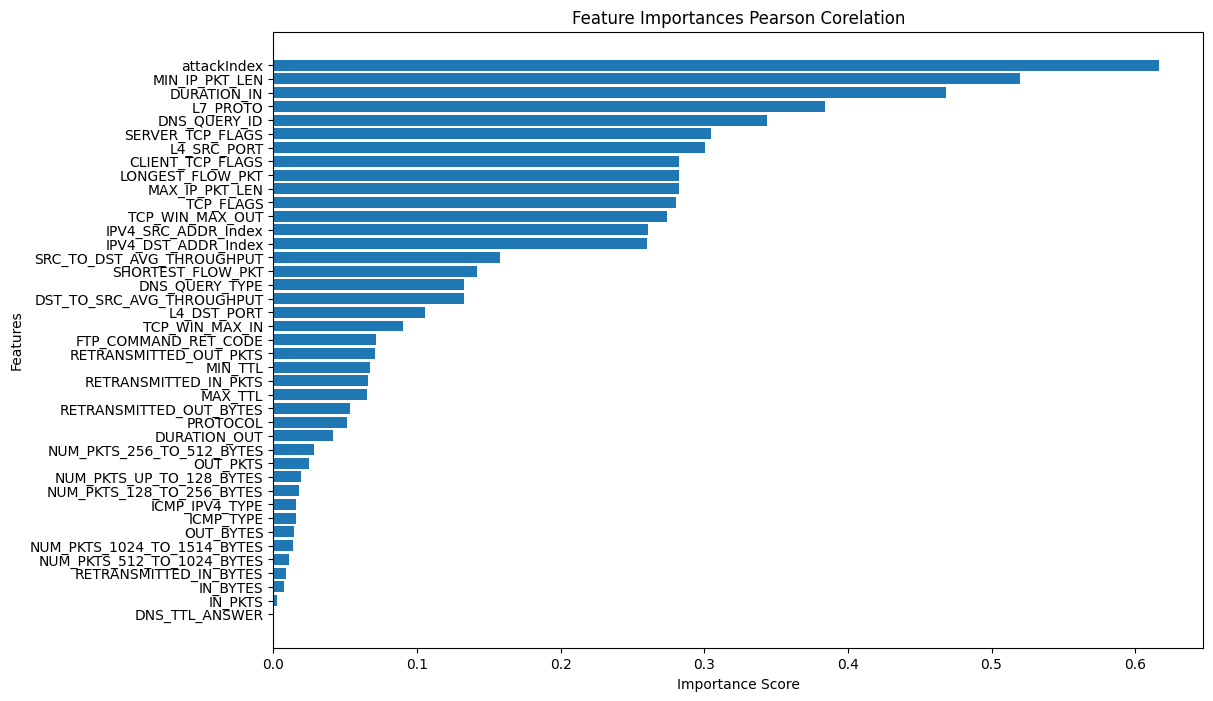 Feature Importances Pearson Corelation
attackIndex
MIN_IP_PKT_LEN
DURATION_IN
L7_PROTO
DNS_QUERY_ID
SERVER_TCP_FLAGS
L4_SRC_PORT
CLIENT_TCP_FLAGS
LONGEST_FLOW_PKT
MAX_IP_PKT_LEN
TCP_FLAGS
TCP_WIN_MAX_OUT
IPV4_SRC_ADDR_Index
IPV4_DST_ADDR_Index
SRC_TO_DST_AVG_THROUGHPUT
SHORTEST_FLOW_PKT
DNS_QUERY_TYPE
DST_TO_SRC_AVG_THROUGHPUT
L4_DST_PORT
TCP_WIN_MAX_IN
FTP_COMMAND_RET_CODE
RETRANSMITTED_OUT_PKTS
MIN_TTL
RETRANSMITTED_IN_PKTS
MAX_TTL
RETRANSMITTED_OUT_BYTES
PROTOCOL
DURATION_OUT
NUM_PKTS_256_TO_512_BYTES
OUT_PKTS
NUM_PKTS_UP_TO_128_BYTES
NUM_PKTS_128_TO_256_BYTES
ICMP_IPV4_TYPE
ICMP_TYPE
OUT_BYTES
NUM_PKTS_1024_TO_1514_BYTES
NUM_PKTS_512_TO_1024_BYTES
RETRANSMITTED_IN_BYTES
IN_BYTES
IN_PKTS
DNS_TTL_ANSWER
Features
0.0 0.1 0.2 0.3 0.4 0.5 0.6
Importance Score